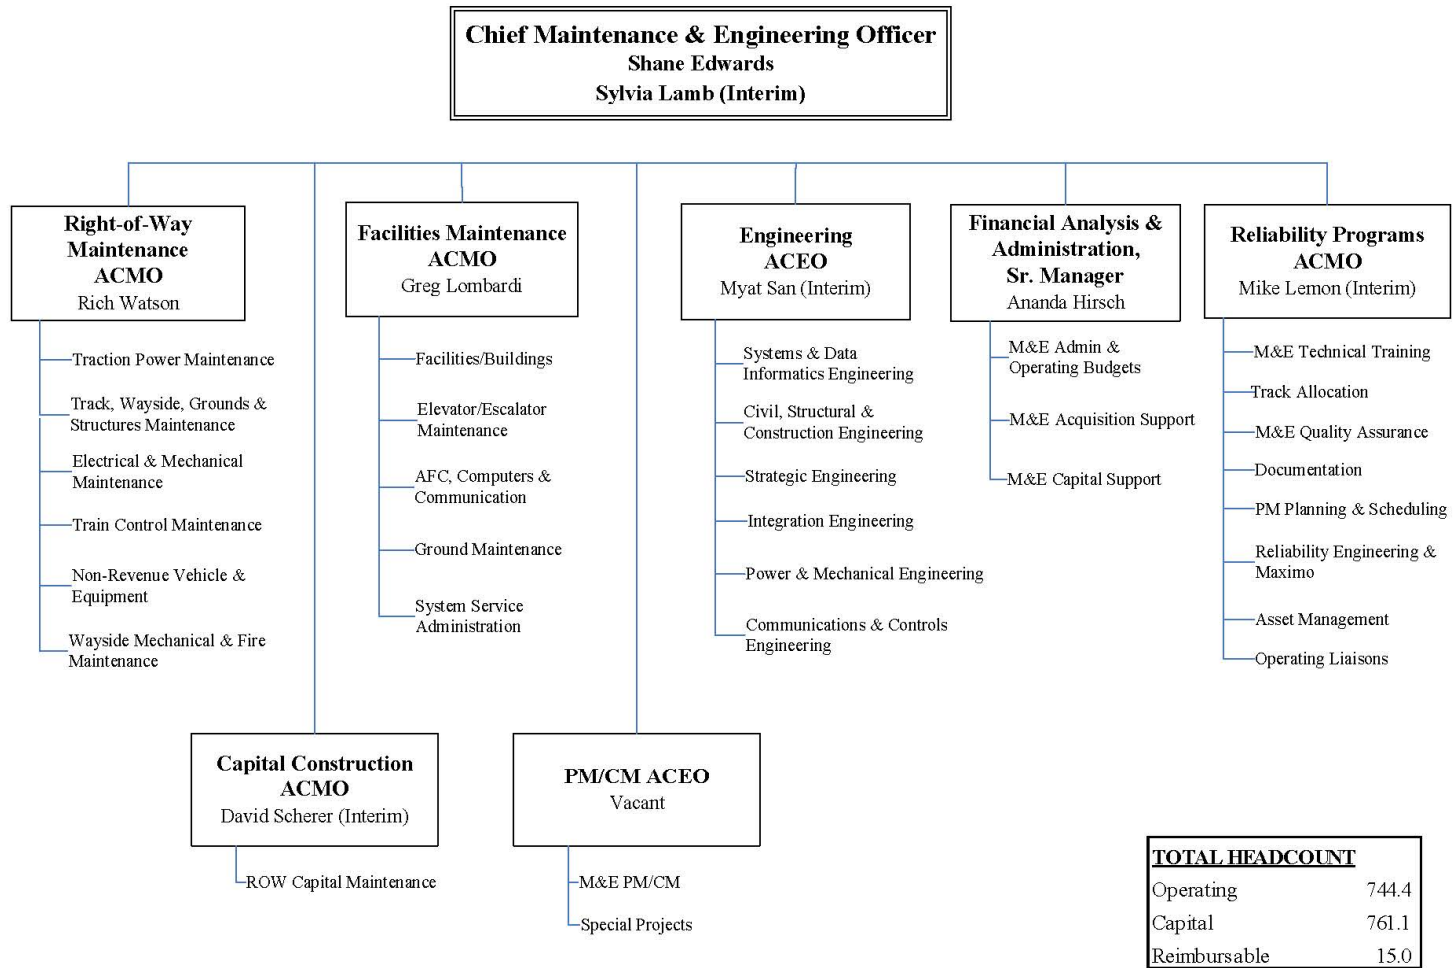 Chief Maintenance & Engineering Officer
Shane Edwards
Sylvia Lamb (Interim)
Right-of-Way
Maintenance
ACMO
Rich Watson
Traction Power Maintenance
Track, Wayside, Grounds &
Structures Maintenance
Electrical & Mechanical
Maintenance
Train Control Maintenance
Non-Revenue Vehicle &
Equipment
Wayside Mechanical & Fire
Maintenance
Facilities Maintenance
ACMO
Greg Lombardi
Facilities/Buildings
Elevator/Escalator
Maintenance
AFC, Computers &
Communication
Ground Maintenance
System Service
Administration
Engineering
ACEO
Myat San (Interim)
Systems & Data
Informatics Engineering
Civil, Structural &
Construction Engineering
Strategic Engineering
Integration Engineering
Power & Mechanical Engineering
Communications & Controls
Engineering
Financial Analysis &
Administration,
Sr. Manager
Ananda Hirsch
M&E Admin &
Operating Budgets
M&E Acquisition Support
M&E Capital Support
Reliability Programs
ACMO
Mike Lemon (Interim)
M&E Technical Training
Track Allocation
M&E Quality Assurance
Documentation
PM Planning & Scheduling
Reliability Engineering &
Maximo
Asset Management
Operating Liaisons
Capital Construction
ACMO
David Scherer (Interim)
ROW Capital Maintenance
PM/CM ACEO
Vacant
M&E PM/CM
Special Projects
TOTAL HEADCOUNT
Operating 744.4
Capital 761.1
Reimbursable 15.0